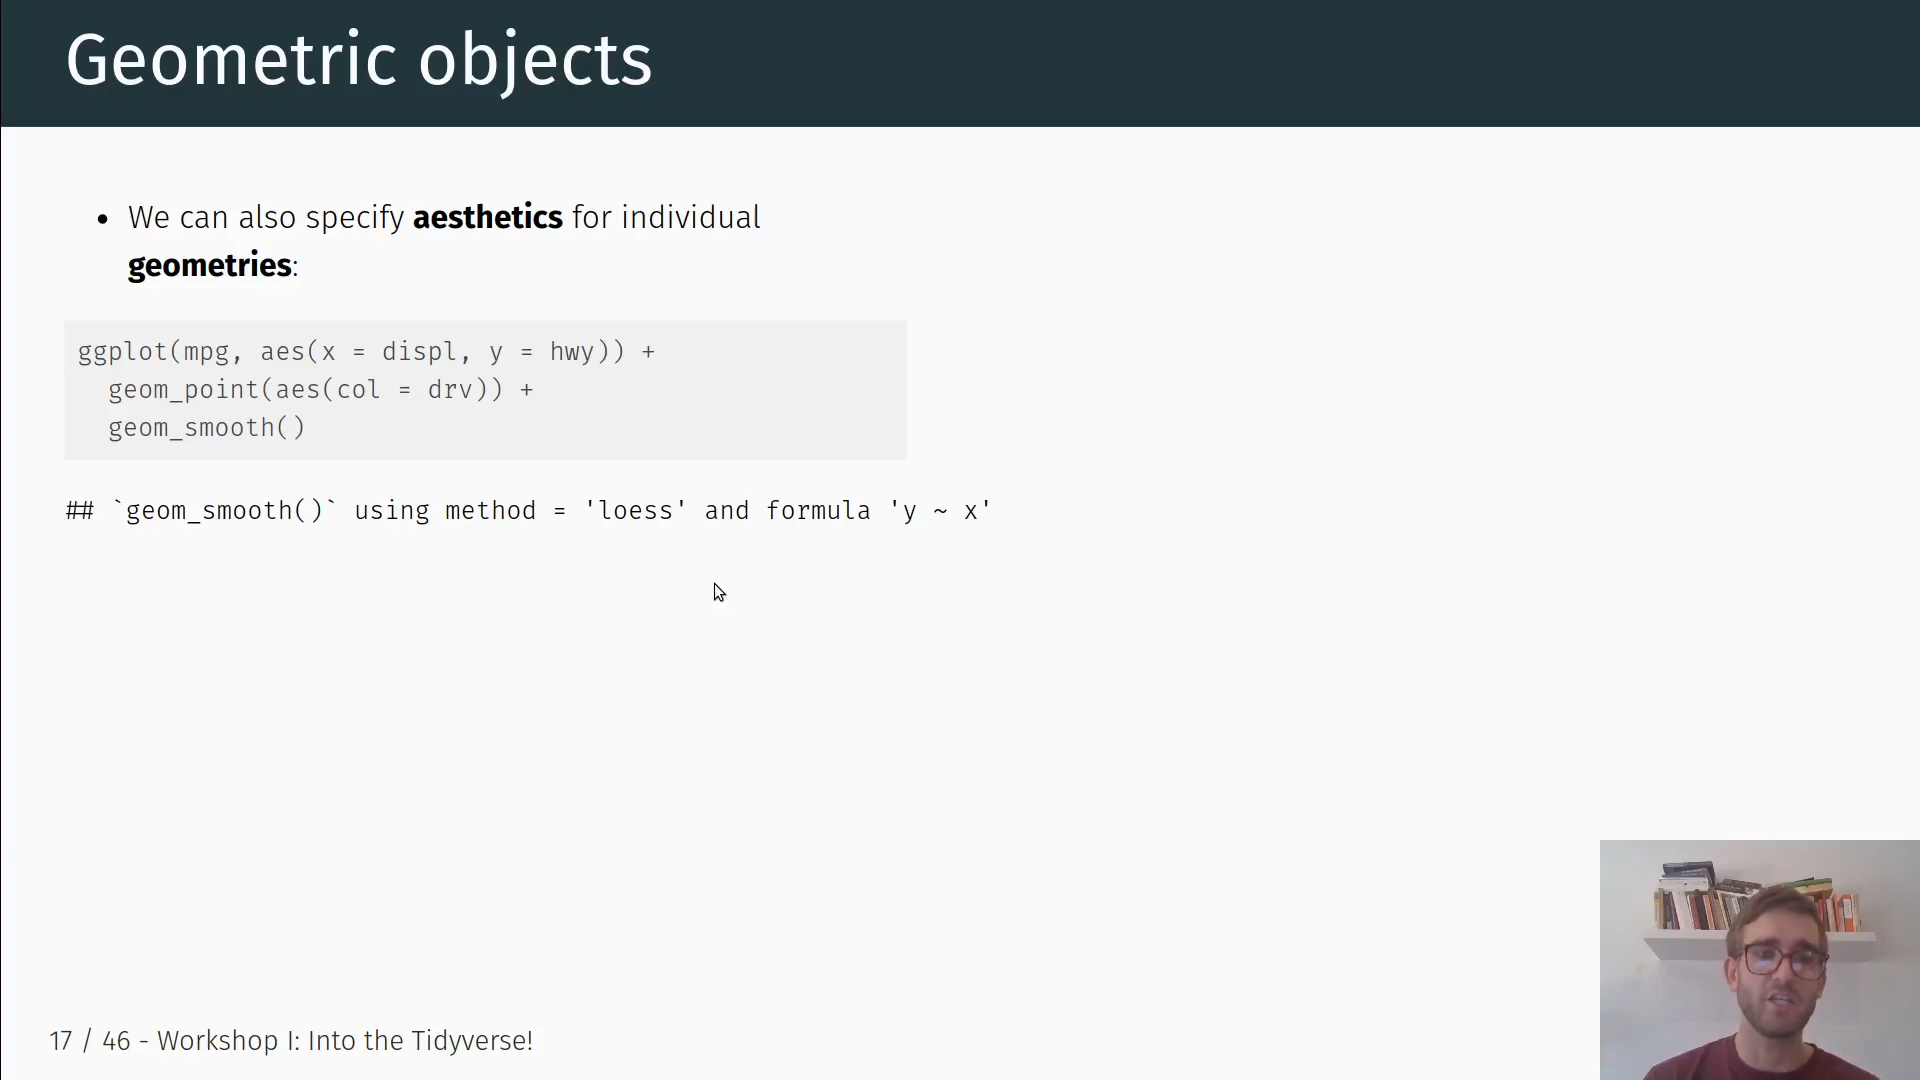 Geometric objects
• We can also specify aesthetics for individual
geometries:
ggplot(mpg, aes(x = displ, y = hwy)) +
  geom_point(aes(col = drv)) +
  geom_smooth()
## `geom_smooth()` using method = 'loess' and formula 'y ~ x'
17 / 46 - Workshop I: Into the Tidyverse!